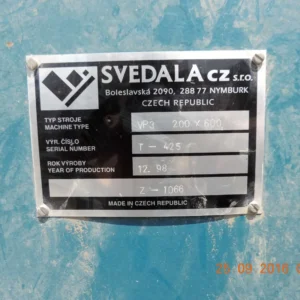 SVEDALA CZ s.r.o.
Boleslavská 2090, 288 77 NYMBURK
CZECH REPUBLIC
TYP STROJE
MACHINE TYPE
VP3 200 X 600
VÝR. ČÍSLO
SERIAL NUMBER
T - 425
ROK VÝROBY
YEAR OF PRODUCTION
12. 98
Z - 1066
MADE IN CZECH REPUBLIC